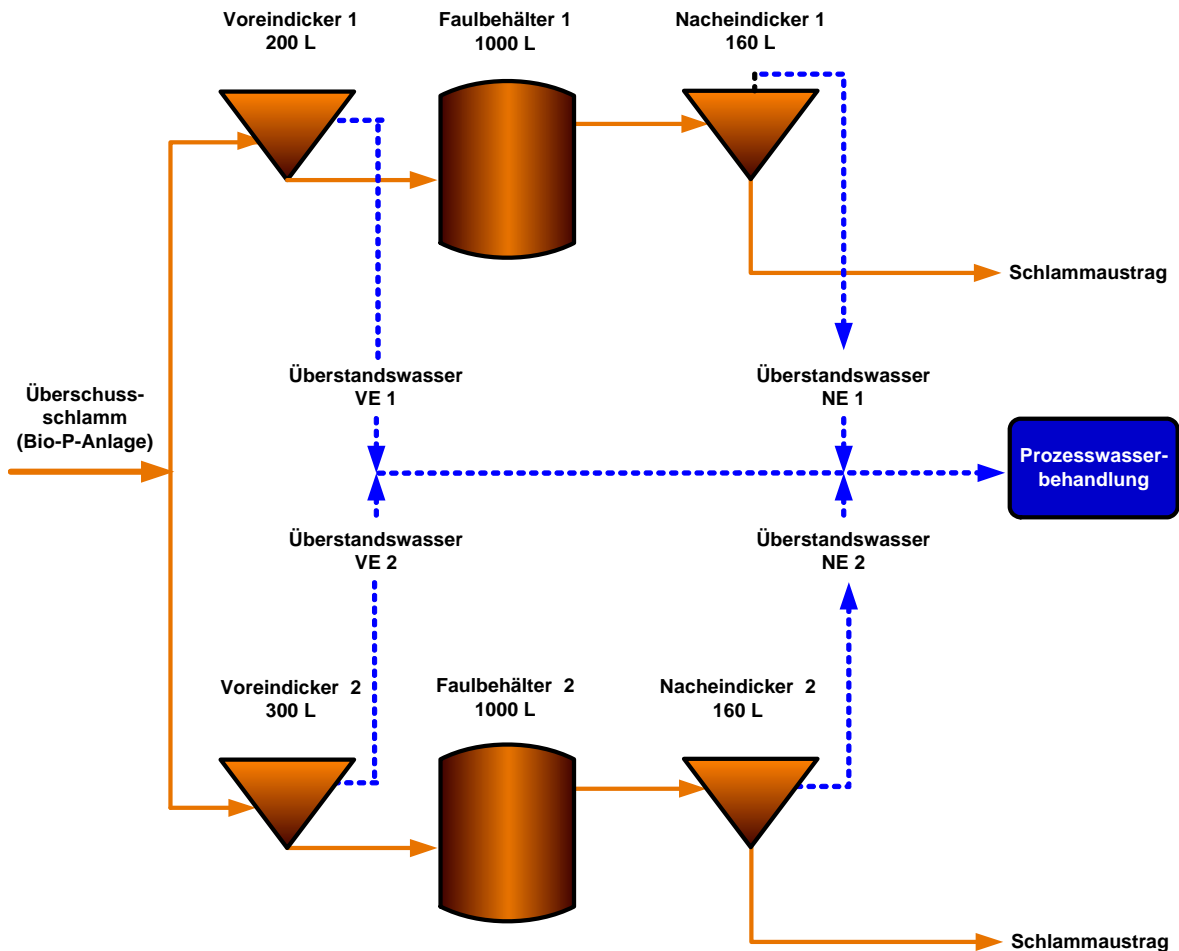 Voreindicker 1
200 L
Faulbehälter 1
1000 L
Nacheindicker 1
160 L
Schlammaustrag
Überstandswasser
VE 1
Überstandswasser
NE 1
Überschuss-
schlamm
(Bio-P-Anlage)
Prozesswasser-
behandlung
Überstandswasser
VE 2
Überstandswasser
NE 2
Voreindicker 2
300 L
Faulbehälter 2
1000 L
Nacheindicker 2
160 L
Schlammaustrag